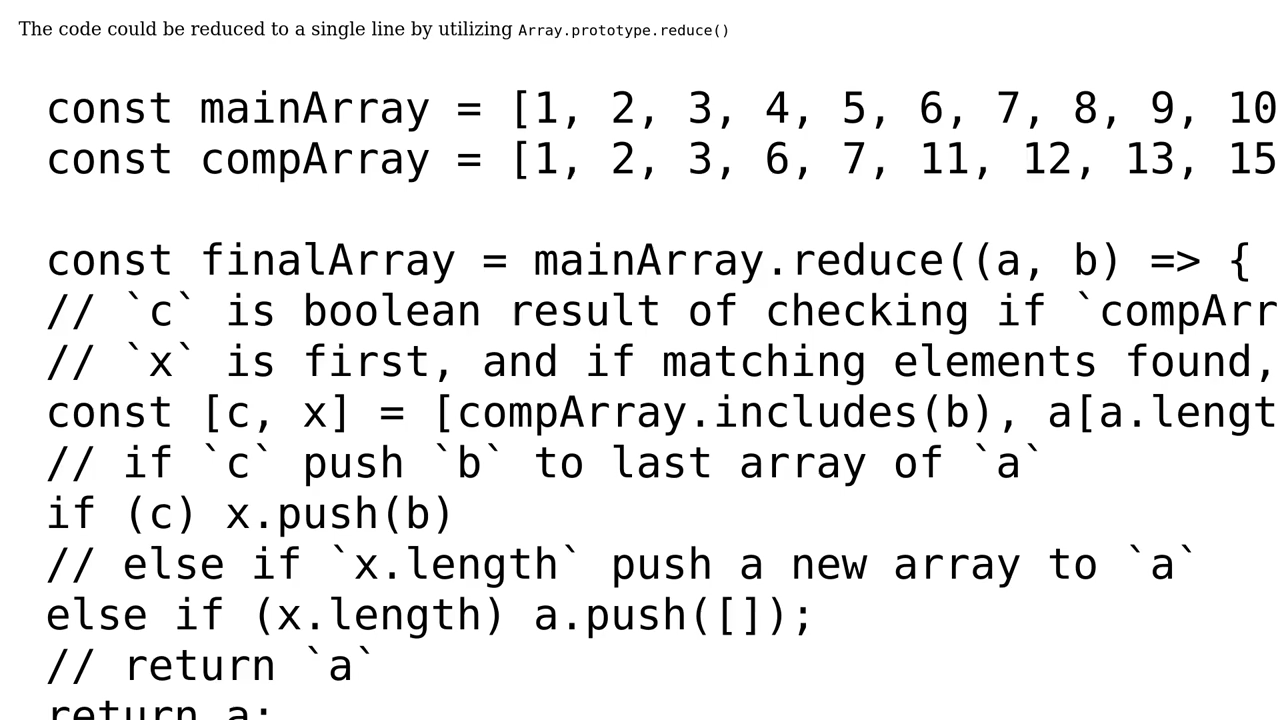 The code could be reduced to a single line by utilizing Array.prototype.reduce()
const mainArray = [1, 2, 3, 4, 5, 6, 7, 8, 9, 10
const compArray = [1, 2, 3, 6, 7, 11, 12, 13, 15
const finalArray = mainArray.reduce((a, b) => {
// `c` is boolean result of checking if `compArr
// `x` is first, and if matching elements found,
const [c, x] = [compArray.includes(b), a[a.lengt
// if `c` push `b` to last array of `a`
if (c) x.push(b)
// else if `x.length` push a new array to `a`
else if (x.length) a.push([]);
// return `a`
return a;